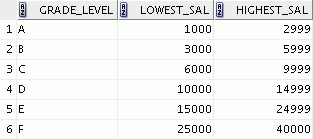 GRADE_LEVEL LOWEST_SAL HIGHEST_SAL
1 A 1000 2999
2 B 3000 5999
3 C 6000 9999
4 D 10000 14999
5 E 15000 24999
6 F 25000 40000